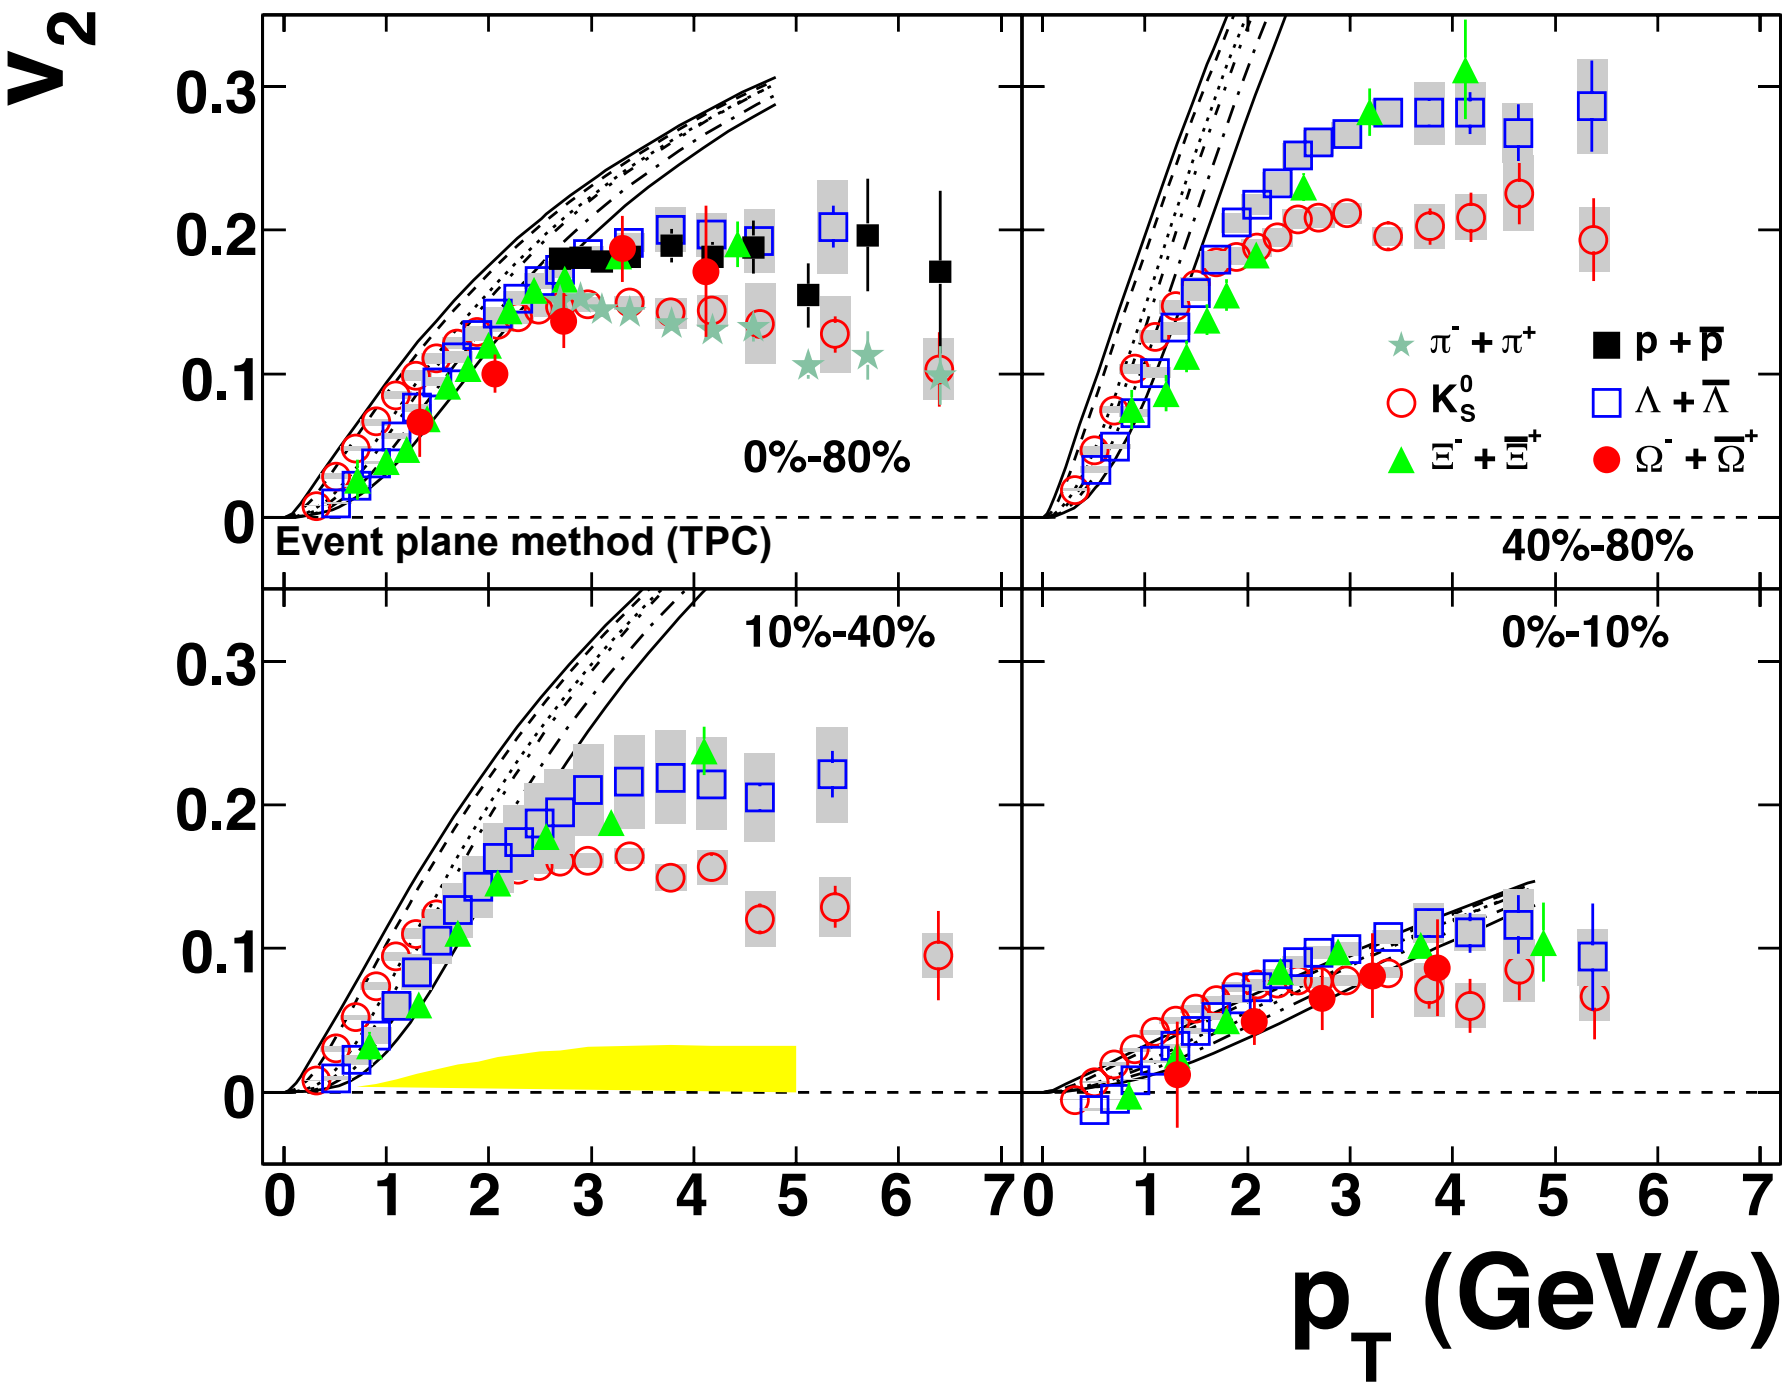 v₂
0.3
0.2
0.1
0
0%-80%
Event plane method (TPC)
π⁻ + π⁺
p + p̅
K⁰_S
Λ + Λ̅
Ξ⁻ + Ξ̅⁺
Ω⁻ + Ω̅⁺
40%-80%
10%-40%
0%-10%
0.3
0.2
0.1
0
0 1 2 3 4 5 6 7
0 1 2 3 4 5 6 7
p_T (GeV/c)